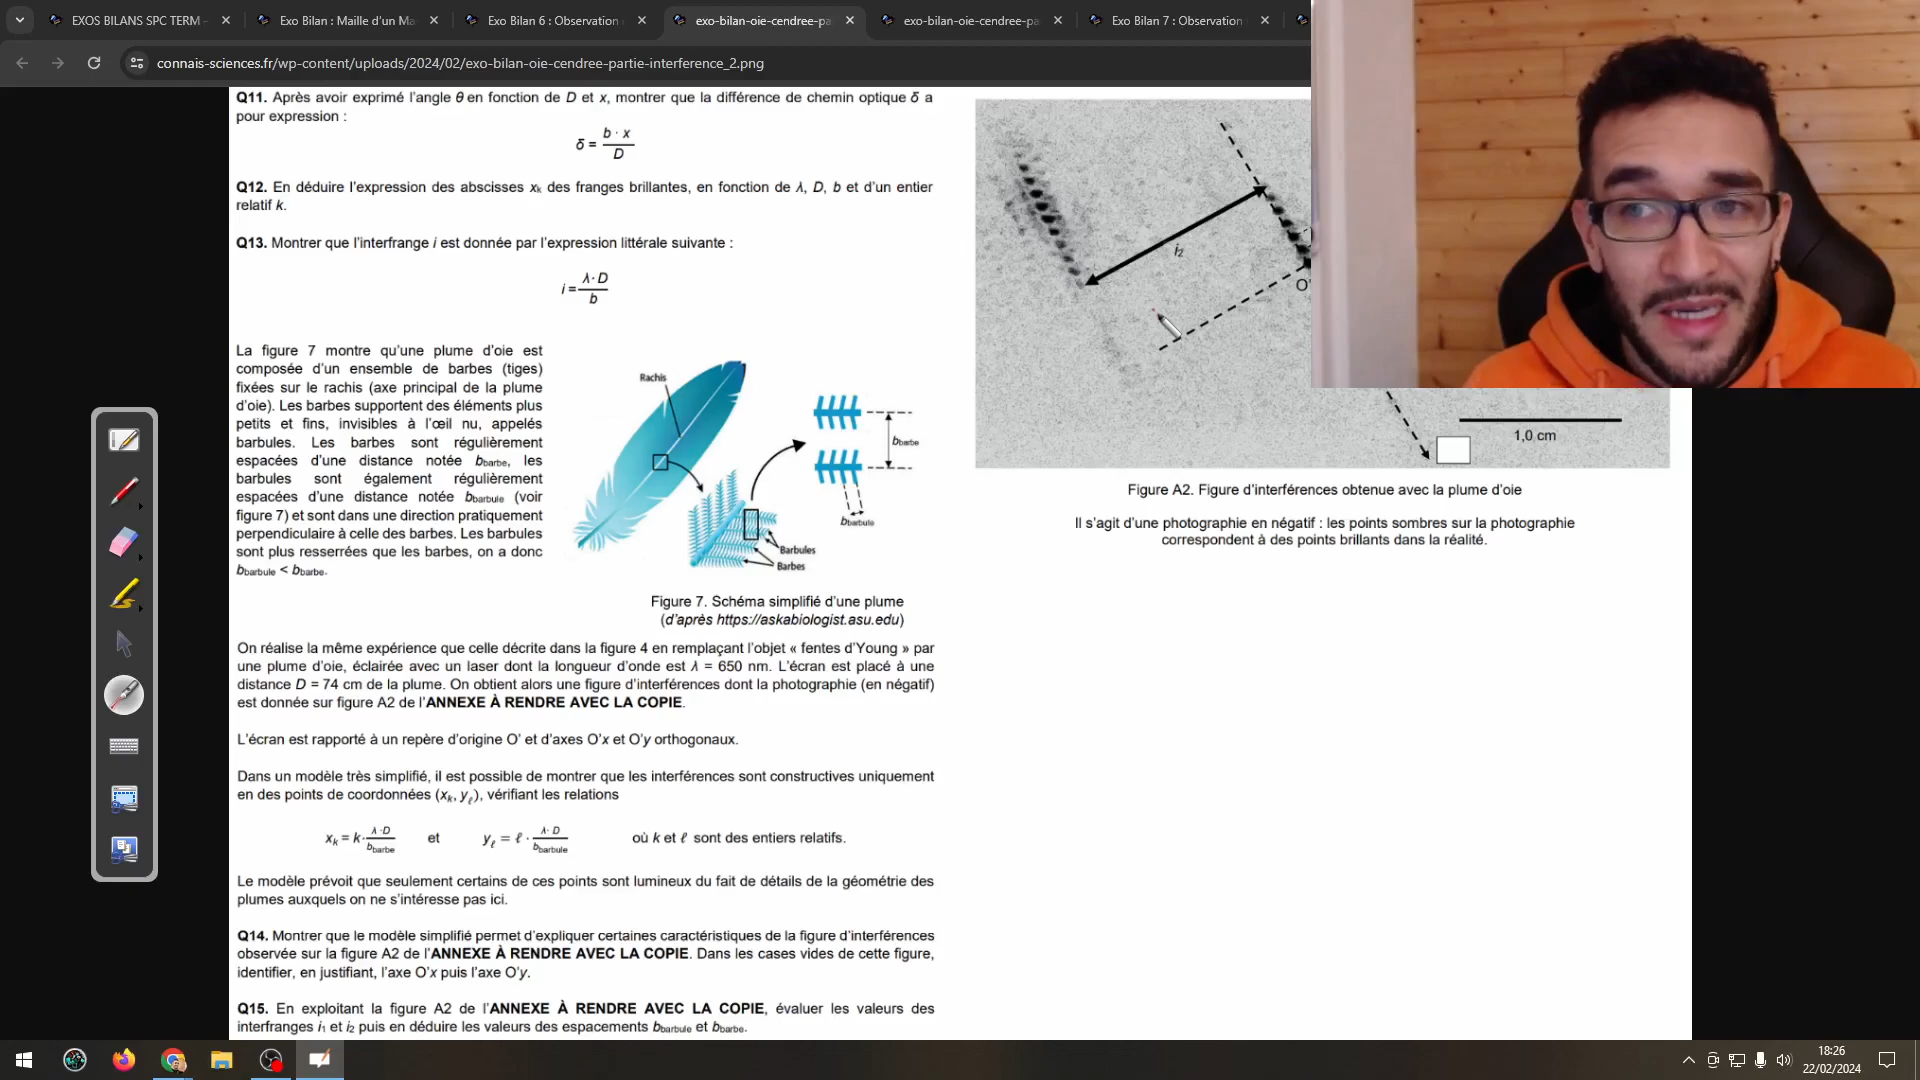 EXOS BILANS SPC TERM
Exo Bilan : Maille d'un Ma
Exo Bilan 6 : Observation
exo-bilan-oie-cendree-pa
exo-bilan-oie-cendree-pa
Exo Bilan 7 : Observation
connais-sciences.fr/wp-content/uploads/2024/02/exo-bilan-oie-cendree-partie-interference_2.png
Q11. Après avoir exprimé l'angle θ en fonction de D et x, montrer que la différence de chemin optique δ a
pour expression :
δ = b · x / D
Q12. En déduire l'expression des abscisses xk des franges brillantes, en fonction de λ, D, b et d'un entier
relatif k.
Q13. Montrer que l'interfrange i est donnée par l'expression littérale suivante :
i = λ · D / b
La figure 7 montre qu'une plume d'oie est
composée d'un ensemble de barbes (tiges)
fixées sur le rachis (axe principal de la plume
d'oie). Les barbes supportent des éléments plus
petits et fins, invisibles à l'œil nu, appelés
barbules. Les barbes sont régulièrement
espacées d'une distance notée bbarbe, les
barbules sont également régulièrement
espacées d'une distance notée bbarbule (voir
figure 7) et sont dans une direction pratiquement
perpendiculaire à celle des barbes. Les barbules
sont plus resserrées que les barbes, on a donc
bbarbule < bbarbe.
Rachis
bbarbe
bbarbule
Barbules
Barbes
Figure 7. Schéma simplifié d'une plume
(d'après https://askabiologist.asu.edu)
On réalise la même expérience que celle décrite dans la figure 4 en remplaçant l'objet « fentes d'Young » par
une plume d'oie, éclairée avec un laser dont la longueur d'onde est λ = 650 nm. L'écran est placé à une
distance D = 74 cm de la plume. On obtient alors une figure d'interférences dont la photographie (en négatif)
est donnée sur figure A2 de l'ANNEXE À RENDRE AVEC LA COPIE.
L'écran est rapporté à un repère d'origine O' et d'axes O'x et O'y orthogonaux.
Dans un modèle très simplifié, il est possible de montrer que les interférences sont constructives uniquement
en des points de coordonnées (xk, yℓ), vérifiant les relations
xk = k · λ · D / bbarbe et yℓ = ℓ · λ · D / bbarbule où k et ℓ sont des entiers relatifs.
Le modèle prévoit que seulement certains de ces points sont lumineux du fait de détails de la géométrie des
plumes auxquels on ne s'intéresse pas ici.
Q14. Montrer que le modèle simplifié permet d'expliquer certaines caractéristiques de la figure d'interférences
observée sur la figure A2 de l'ANNEXE À RENDRE AVEC LA COPIE. Dans les cases vides de cette figure,
identifier, en justifiant, l'axe O'x puis l'axe O'y.
Q15. En exploitant la figure A2 de l'ANNEXE À RENDRE AVEC LA COPIE, évaluer les valeurs des
interfranges i1 et i2 puis en déduire les valeurs des espacements bbarbule et bbarbe.
i2
O'
1,0 cm
Figure A2. Figure d'interférences obtenue avec la plume d'oie
Il s'agit d'une photographie en négatif : les points sombres sur la photographie
correspondent à des points brillants dans la réalité.
18:26
22/02/2024